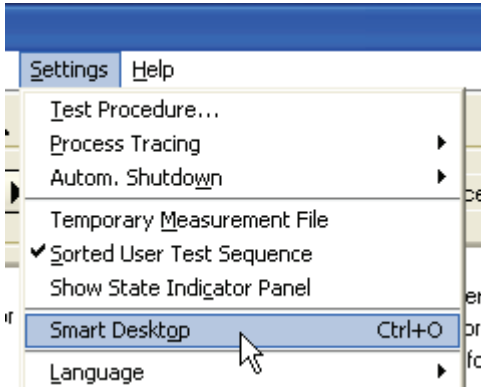 Settings Help
Test Procedure...
Process Tracing
Autom. Shutdown
Temporary Measurement File
Sorted User Test Sequence
Show State Indicator Panel
Smart Desktop Ctrl+O
Language